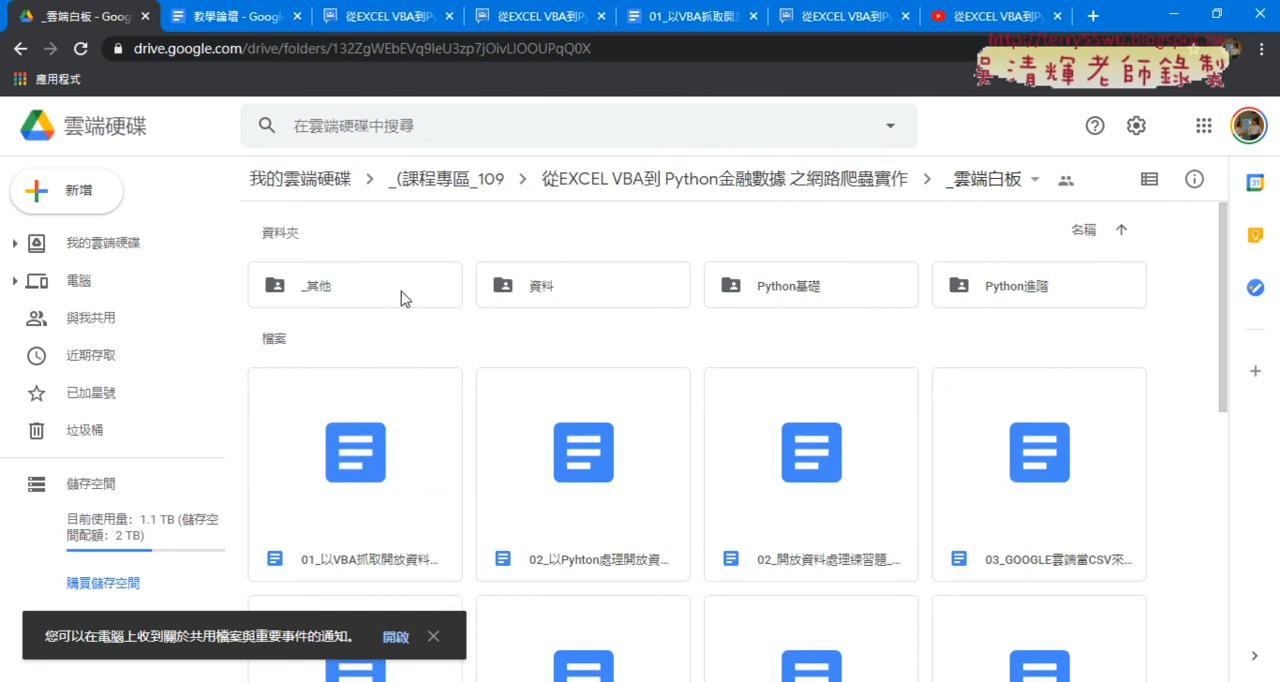 _雲端白板 - Goog
教學論壇 - Googl
從EXCEL VBA到Py
從EXCEL VBA到Py
01_以VBA抓取開
從EXCEL VBA到Py
從EXCEL VBA到Py
drive.google.com/drive/folders/132ZgWEbEVq9IeU3zp7jOivLIOOUPqQ0X
http://terry55wu.blogspot.tw
應用程式
吳清輝老師錄製
雲端硬碟
在雲端硬碟中搜尋
新增
我的雲端硬碟
_(課程專區_109
從EXCEL VBA到 Python金融數據 之網路爬蟲實作
_雲端白板
31
資料夾
名稱
我的雲端硬碟
電腦
與我共用
近期存取
已加星號
垃圾桶
儲存空間
目前使用量：1.1 TB (儲存空
間配額：2 TB)
購買儲存空間
_其他
資料
Python基礎
Python進階
檔案
01_以VBA抓取開放資料...
02_以Pyhton處理開放資...
02_開放資料處理練習題_...
03_GOOGLE雲端當CSV來...
您可以在電腦上收到關於共用檔案與重要事件的通知。
開啟